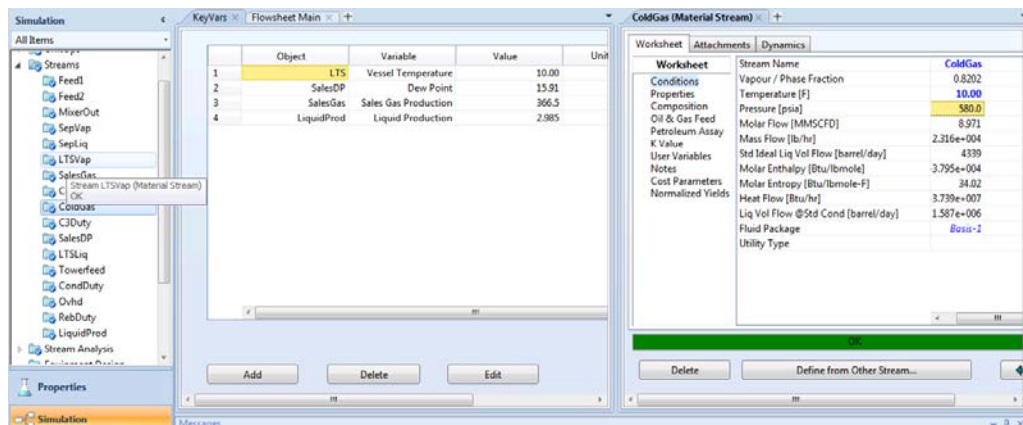 Simulation
KeyVars
Flowsheet Main
ColdGas (Material Stream)
All Items
Streams
Feed1
Feed2
MixerOut
SepVap
SepLiq
LTSVap
SalesGas
Stream LTSVap (Material Stream)
OK
ColdGas
C3Duty
SalesDP
LTSLiq
Towerfeed
CondDuty
Ovhd
RebDuty
LiquidProd
Stream Analysis
Properties
Simulation
Object Variable Value Unit
1 LTS Vessel Temperature 10.00
2 SalesDP Dew Point 15.91
3 SalesGas Sales Gas Production 366.5
4 LiquidProd Liquid Production 2.985
Add Delete Edit
Messages
Worksheet Attachments Dynamics
Worksheet
Conditions
Properties
Composition
Oil & Gas Feed
Petroleum Assay
K Value
User Variables
Notes
Cost Parameters
Normalized Yields
Stream Name ColdGas
Vapour / Phase Fraction 0.8202
Temperature [F] 10.00
Pressure [psia] 580.0
Molar Flow [MMSCFD] 8.971
Mass Flow [lb/hr] 2.316e+004
Std Ideal Liq Vol Flow [barrel/day] 4339
Molar Enthalpy [Btu/lbmole] -3.795e+004
Molar Entropy [Btu/lbmole-F] 34.02
Heat Flow [Btu/hr] -3.739e+007
Liq Vol Flow @Std Cond [barrel/day] 1.587e+006
Fluid Package Basis-1
Utility Type
OK
Delete Define from Other Stream...